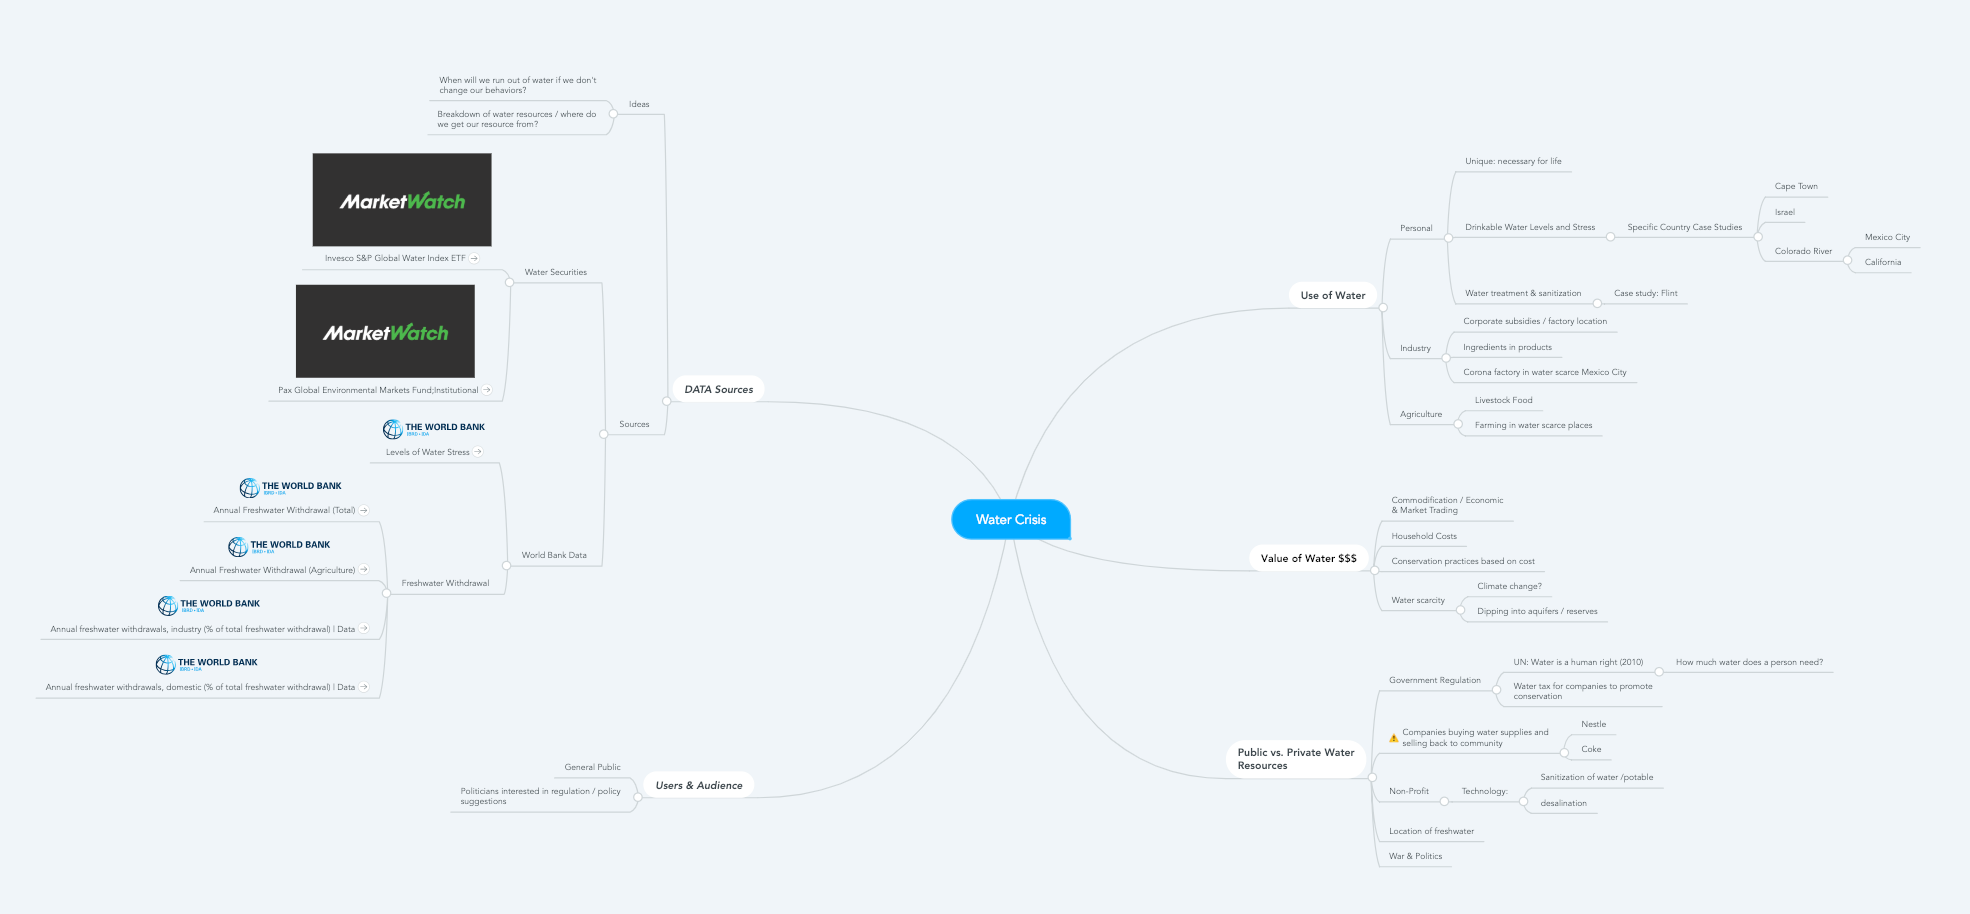 Water Crisis
DATA Sources
Ideas
When will we run out of water if we don't
change our behaviors?
Breakdown of water resources / where do
we get our resource from?
Sources
Water Securities
MarketWatch
Invesco S&P Global Water Index ETF
MarketWatch
Pax Global Environmental Markets Fund;Institutional
World Bank Data
THE WORLD BANK
IBRD • IDA
Levels of Water Stress
Freshwater Withdrawal
THE WORLD BANK
IBRD • IDA
Annual Freshwater Withdrawal (Total)
THE WORLD BANK
IBRD • IDA
Annual Freshwater Withdrawal (Agriculture)
THE WORLD BANK
IBRD • IDA
Annual freshwater withdrawals, industry (% of total freshwater withdrawal) | Data
THE WORLD BANK
IBRD • IDA
Annual freshwater withdrawals, domestic (% of total freshwater withdrawal) | Data
Users & Audience
General Public
Politicians interested in regulation / policy
suggestions
Use of Water
Personal
Unique: necessary for life
Drinkable Water Levels and Stress
Specific Country Case Studies
Cape Town
Israel
Colorado River
Mexico City
California
Water treatment & sanitization
Case study: Flint
Industry
Corporate subsidies / factory location
Ingredients in products
Corona factory in water scarce Mexico City
Agriculture
Livestock Food
Farming in water scarce places
Value of Water $$$
Commodification / Economic
& Market Trading
Household Costs
Conservation practices based on cost
Water scarcity
Climate change?
Dipping into aquifers / reserves
Public vs. Private Water
Resources
Government Regulation
UN: Water is a human right (2010)
How much water does a person need?
Water tax for companies to promote
conservation
Companies buying water supplies and
selling back to community
Nestle
Coke
Non-Profit
Technology:
Sanitization of water /potable
desalination
Location of freshwater
War & Politics